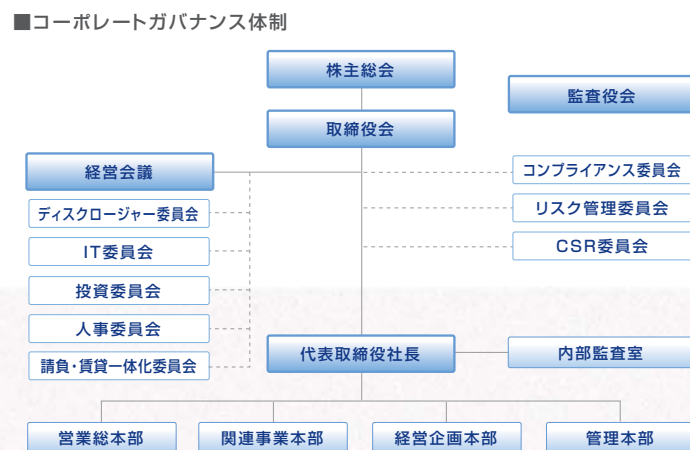 ■コーポレートガバナンス体制
株主総会
監査役会
取締役会
経営会議
コンプライアンス委員会
ディスクロージャー委員会
リスク管理委員会
IT委員会
CSR委員会
投資委員会
人事委員会
代表取締役社長
内部監査室
請負・賃貸一体化委員会
営業総本部
関連事業本部
経営企画本部
管理本部